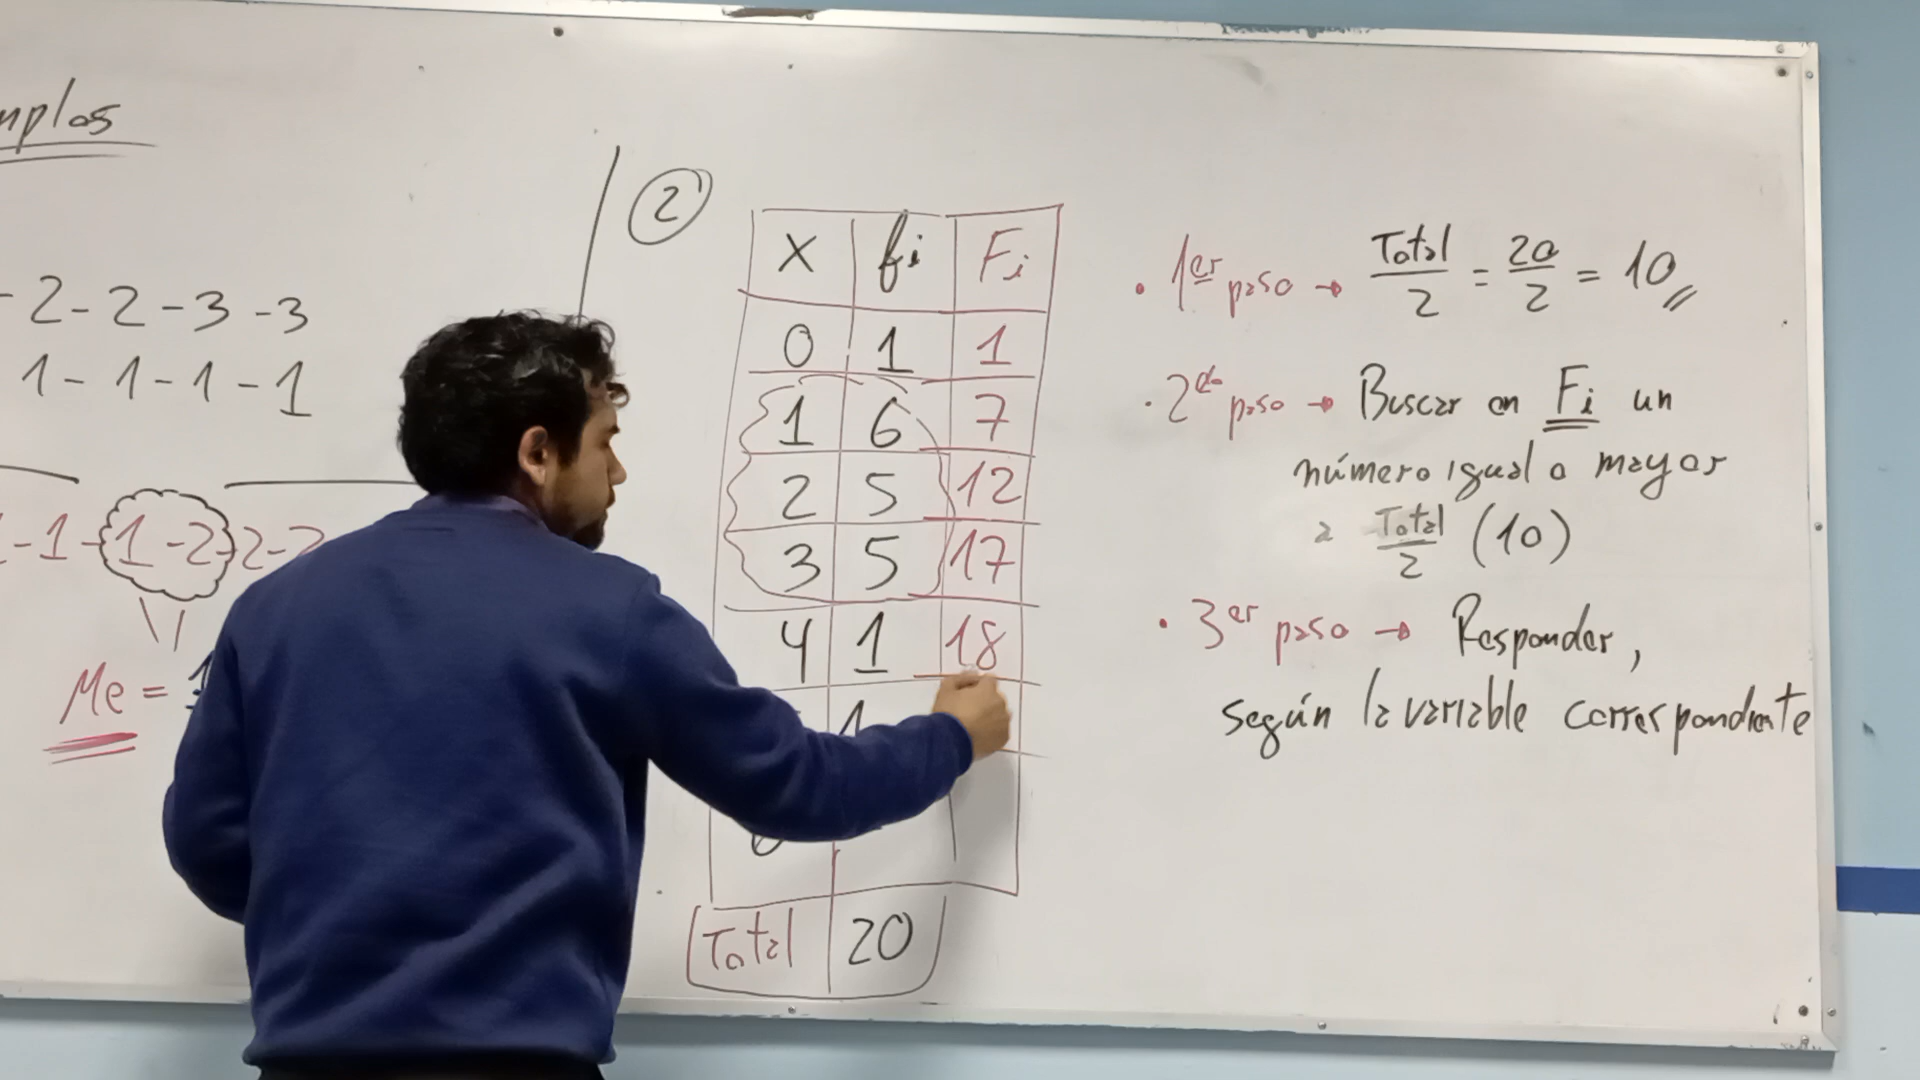 mplos
- 2 - 2 - 3 - 3
1 - 1 - 1 - 1
- 1 - 1 - 2 - 2 - 2
Me = 1
2
X fi Fi
0 1 1
1 6 7
2 5 12
3 5 17
4 1 18
1
Total 20
• 1er paso → Total/2 = 20/2 = 10
• 2do paso → Buscar en Fi un
número igual o mayor
a Total/2 (10)
• 3er paso → Responder,
según la variable correspondiente